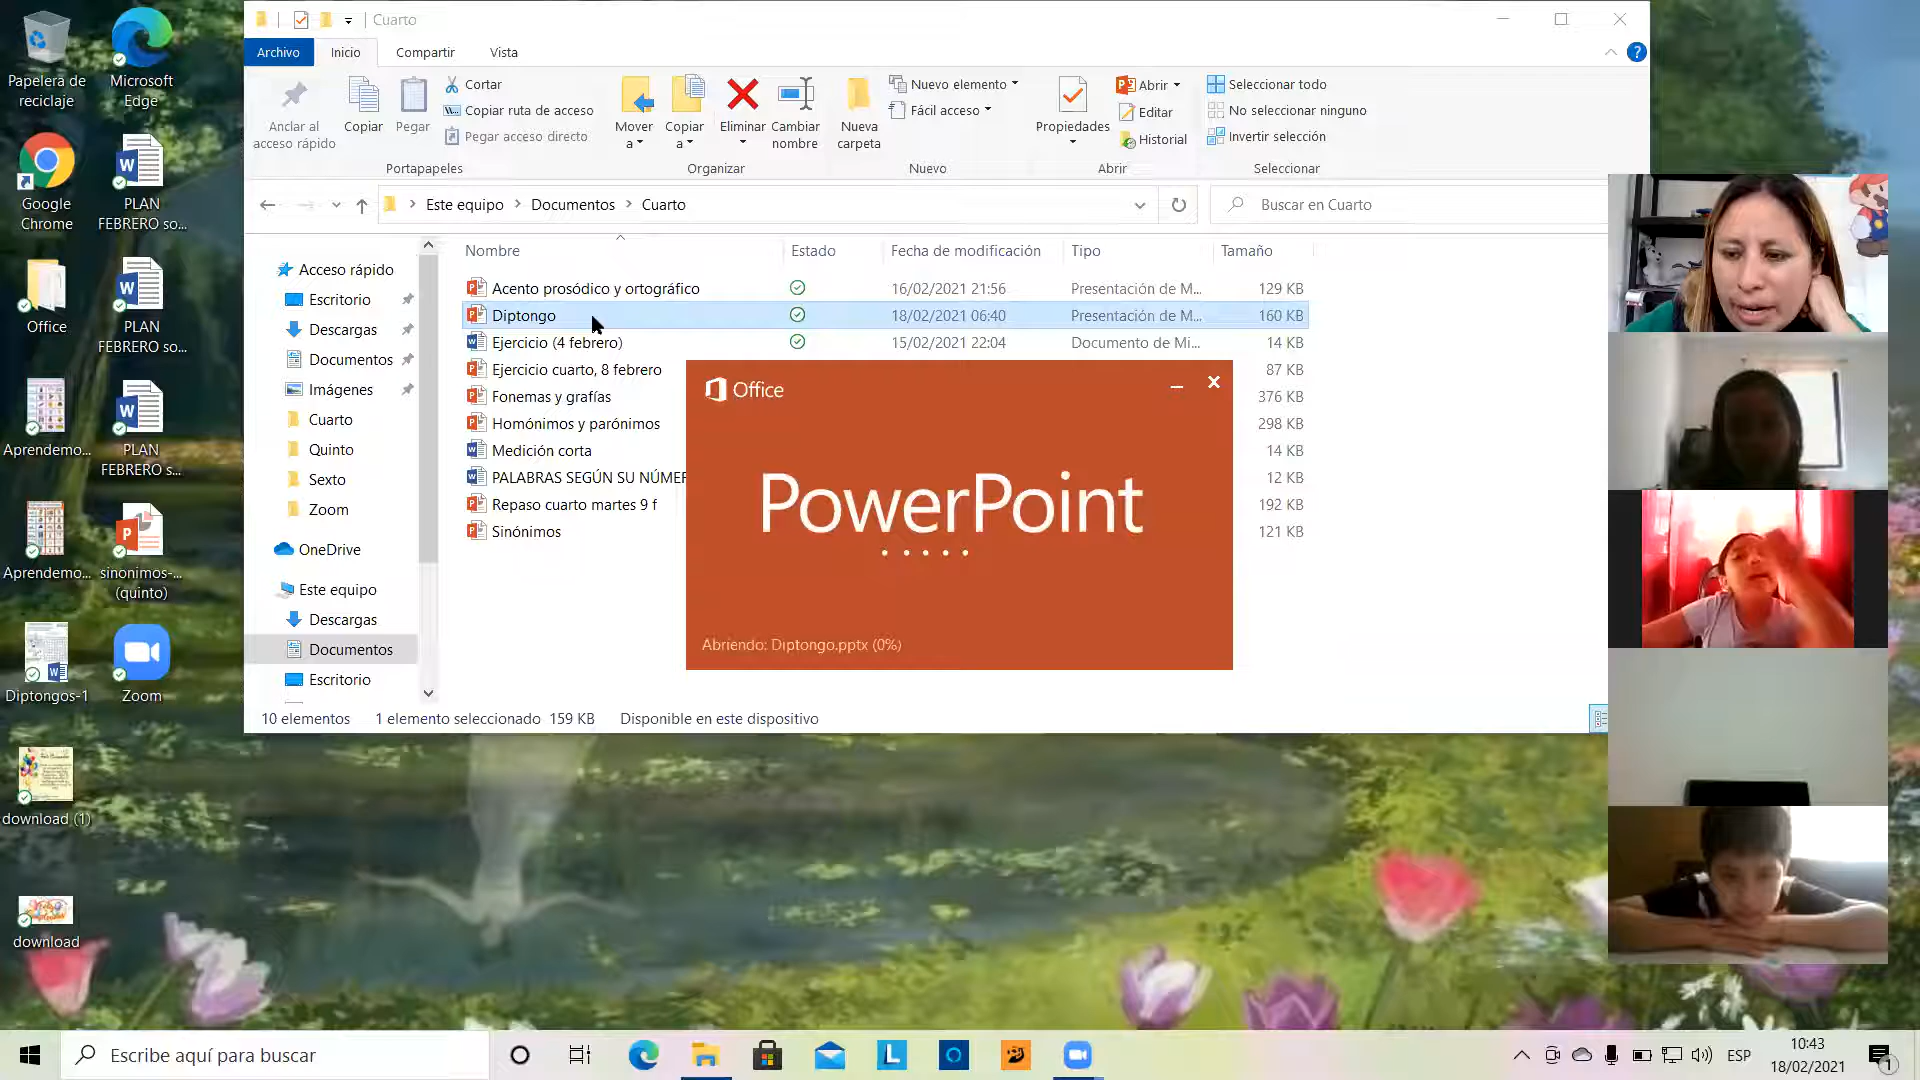 Cuarto
Archivo
Inicio
Compartir
Vista
Anclar al acceso rápido
Copiar
Pegar
Cortar
Copiar ruta de acceso
Pegar acceso directo
Portapapeles
Mover a
Copiar a
Eliminar
Cambiar nombre
Organizar
Nueva carpeta
Nuevo elemento
Fácil acceso
Nuevo
Propiedades
Abrir
Editar
Historial
Abrir
Seleccionar todo
No seleccionar ninguno
Invertir selección
Seleccionar
Este equipo
Documentos
Cuarto
Buscar en Cuarto
Nombre
Estado
Fecha de modificación
Tipo
Tamaño
Acento prosódico y ortográfico 16/02/2021 21:56 Presentación de M... 129 KB
Diptongo 18/02/2021 06:40 Presentación de M... 160 KB
Ejercicio (4 febrero) 15/02/2021 22:04 Documento de Mi... 14 KB
Ejercicio cuarto, 8 febrero 87 KB
Fonemas y grafías 376 KB
Homónimos y parónimos 298 KB
Medición corta 14 KB
PALABRAS SEGÚN SU NÚMER 12 KB
Repaso cuarto martes 9 f 192 KB
Sinónimos 121 KB
Office
PowerPoint
Abriendo: Diptongo.pptx (0%)
Acceso rápido
Escritorio
Descargas
Documentos
Imágenes
Cuarto
Quinto
Sexto
Zoom
OneDrive
Este equipo
Descargas
Documentos
Escritorio
10 elementos
1 elemento seleccionado 159 KB
Disponible en este dispositivo
Papelera de reciclaje
Microsoft Edge
Google Chrome
PLAN FEBRERO so...
Office
PLAN FEBRERO so...
Aprendemo...
PLAN FEBRERO s...
Aprendemo...
sinonimos-... (quinto)
Diptongos-1
Zoom
download (1)
download
Escribe aquí para buscar
ESP
10:43
18/02/2021
1